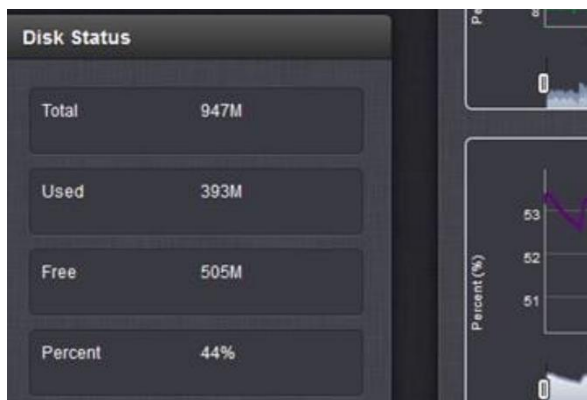 Disk Status
Total 947M
Used 393M
Free 505M
Percent 44%
53
52
51
Percent (%)